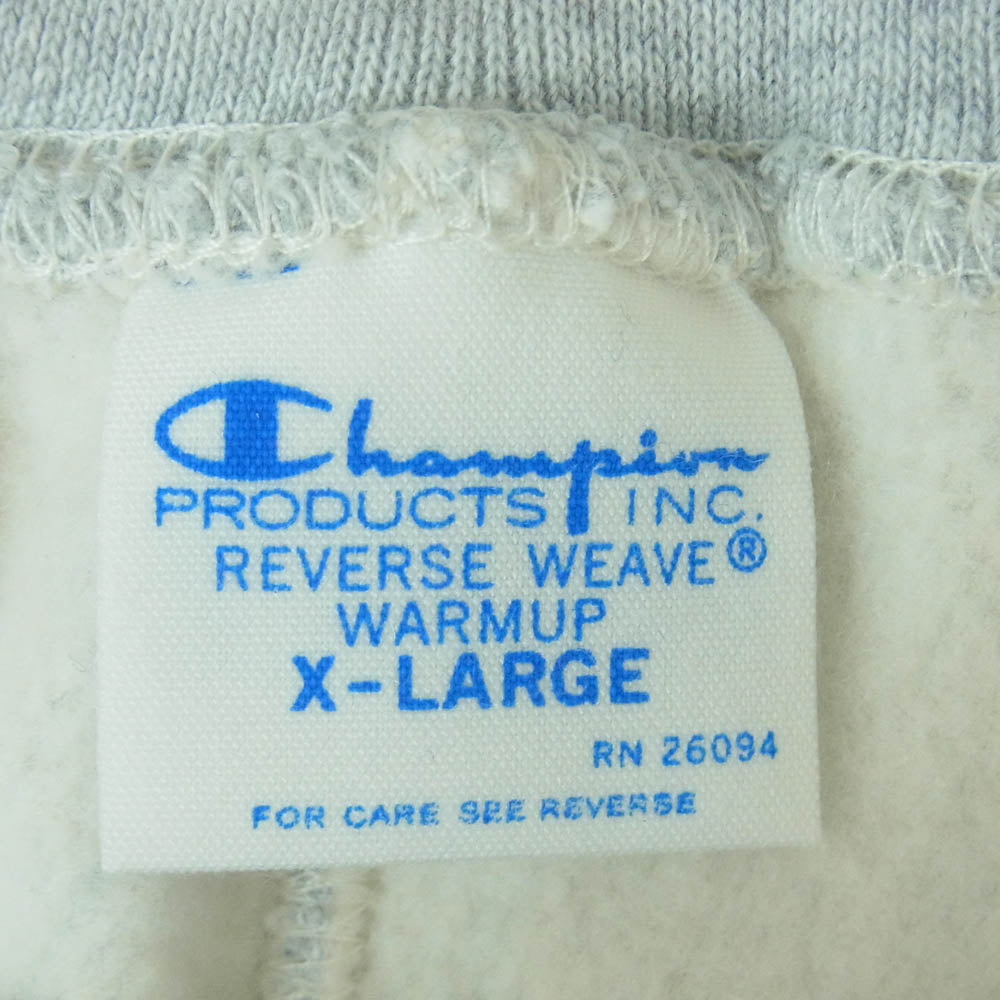 Champion
PRODUCTS INC.
REVERSE WEAVE®
WARMUP
X-LARGE
RN 26094
FOR CARE SEE REVERSE